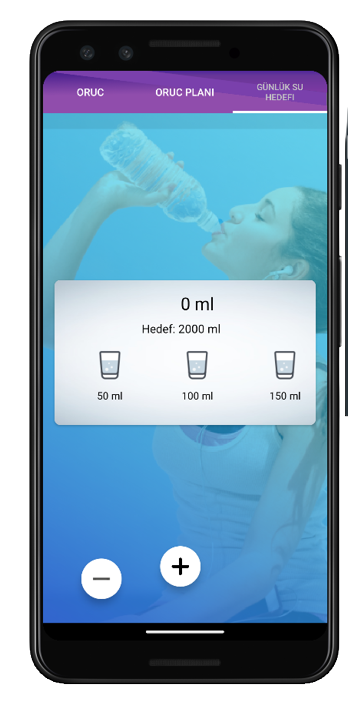 ORUC
ORUC PLANI
GÜNLÜK SU
HEDEFI
0 ml
Hedef: 2000 ml
50 ml
100 ml
150 ml